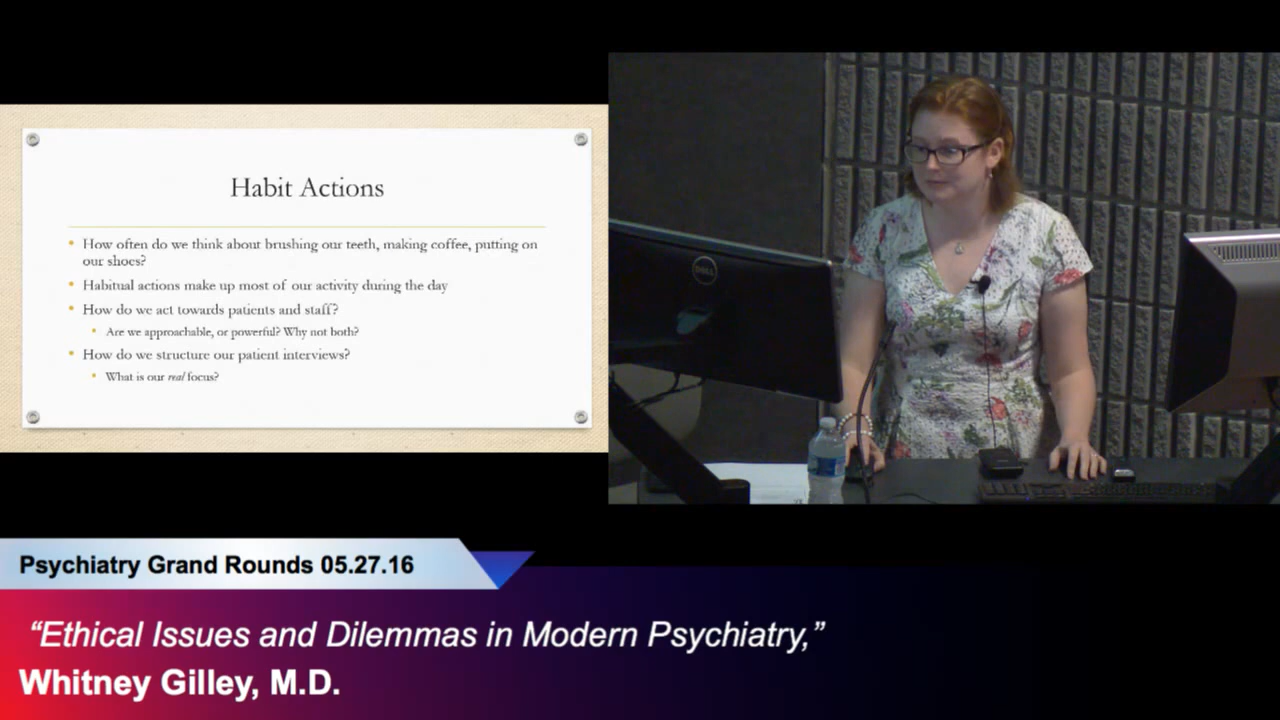 Habit Actions
• How often do we think about brushing our teeth, making coffee, putting on
our shoes?
• Habitual actions make up most of our activity during the day
• How do we act towards patients and staff?
• Are we approachable, or powerful? Why not both?
• How do we structure our patient interviews?
• What is our real focus?
DELL
Psychiatry Grand Rounds 05.27.16
“Ethical Issues and Dilemmas in Modern Psychiatry,”
Whitney Gilley, M.D.